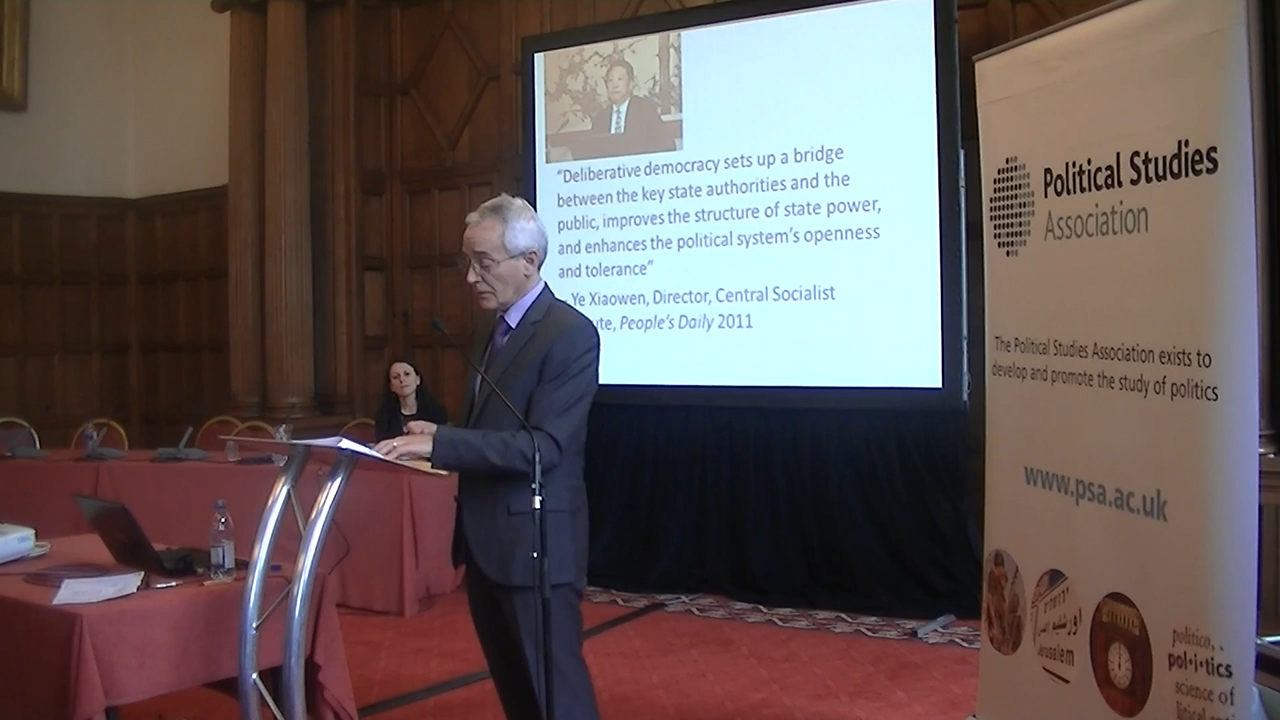 “Deliberative democracy sets up a bridge
between the key state authorities and the
public, improves the structure of state power,
and enhances the political system’s openness
and tolerance”
Ye Xiaowen, Director, Central Socialist
People’s Daily 2011
Political Studies
Association
The Political Studies Association exists to
develop and promote the study of politics
www.psa.ac.uk
ירושלים
اورشليم القدس
Jerusalem
politico,
pol·i·tics
science of